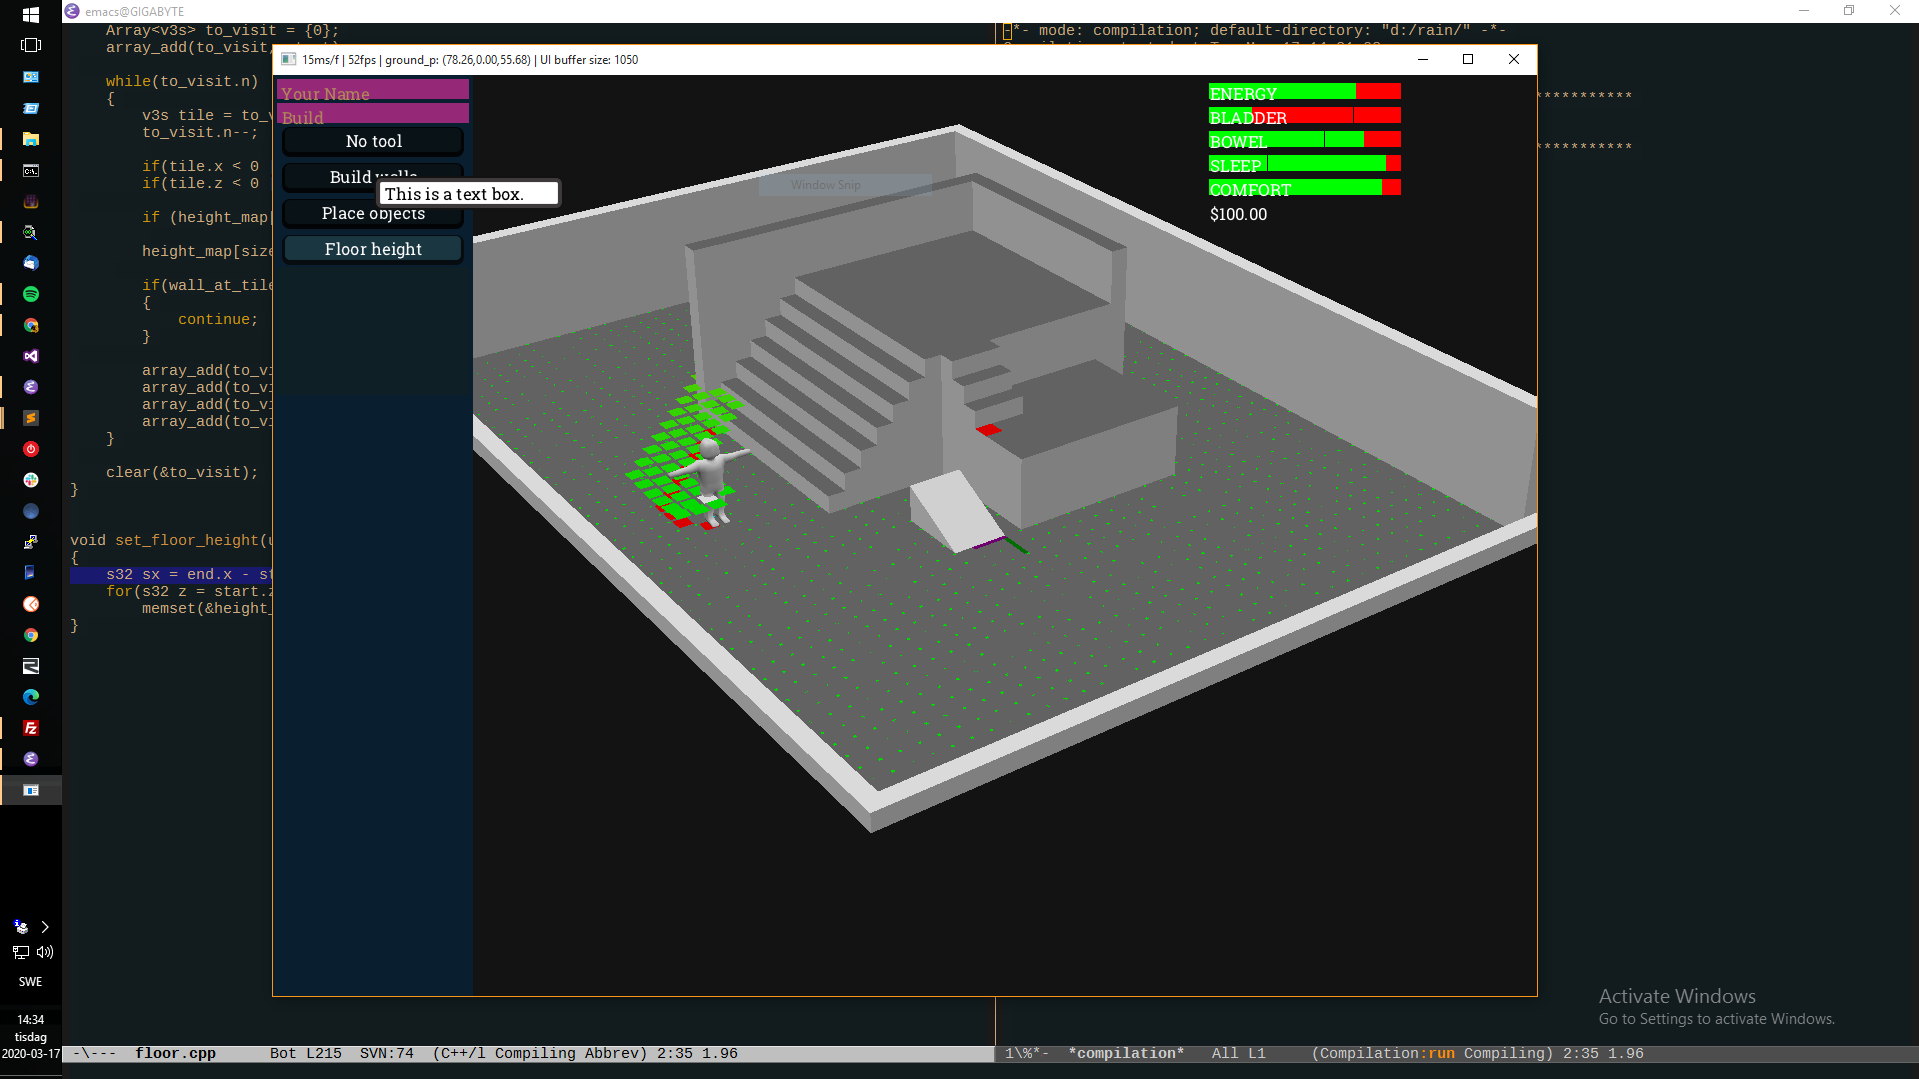 emacs@GIGABYTE
Array<v3s> to_visit = {0};
array_add(to_visit,
while(to_visit.n)
{
v3s tile = to_v
to_visit.n--;
if(tile.x < 0
if(tile.z < 0
if (height_map[
height_map[size
if(wall_at_tile
{
continue;
}
array_add(to_vi
array_add(to_vi
array_add(to_vi
array_add(to_vi
}
clear(&to_visit);
}
void set_floor_height(u
{
s32 sx = end.x - st
for(s32 z = start.z
memset(&height_
}
-*- mode: compilation; default-directory: "d:/rain/" -*-
***********
***********
15ms/f | 52fps | ground_p: (78.26,0.00,55.68) | UI buffer size: 1050
Your Name
Build
No tool
Build walls
This is a text box.
Place objects
Floor height
Window Snip
ENERGY
BLADDER
BOWEL
SLEEP
COMFORT
$100.00
Activate Windows
Go to Settings to activate Windows.
SWE
14:34
tisdag
2020-03-17
-\--- floor.cpp Bot L215 SVN:74 (C++/l Compiling Abbrev) 2:35 1.96
1\%*- *compilation* All L1 (Compilation:run Compiling) 2:35 1.96